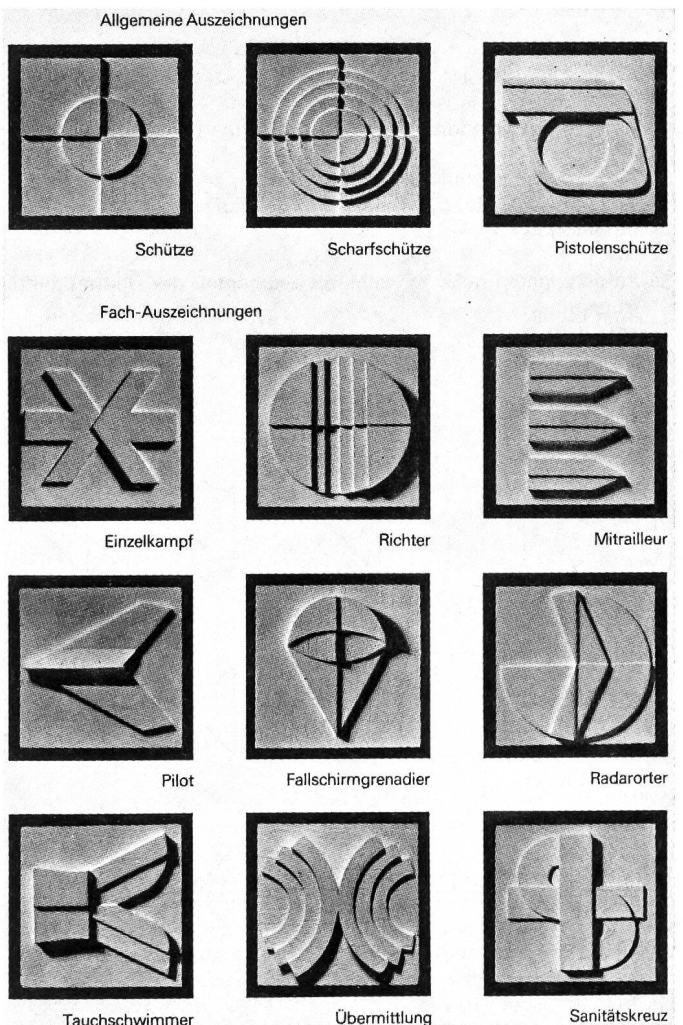 Allgemeine Auszeichnungen
Schütze
Scharfschütze
Pistolenschütze
Fach-Auszeichnungen
Einzelkampf
Richter
Mitrailleur
Pilot
Fallschirmgrenadier
Radarorter
Tauchschwimmer
Übermittlung
Sanitätskreuz